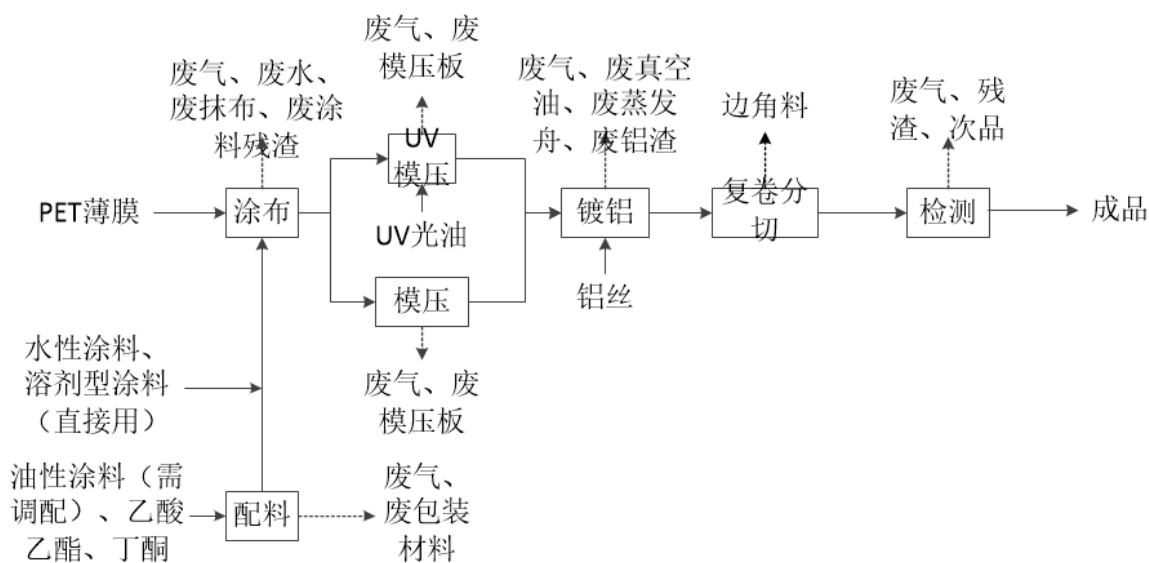 废气、废
模压板
废气、废水、
废抹布、废涂
料残渣
废气、废真空
油、废蒸发
舟、废铝渣
边角料
废气、残
渣、次品
UV
模压
PET薄膜
涂布
UV光油
镀铝
复卷分
切
检测
成品
模压
铝丝
水性涂料、
溶剂型涂料
（直接用）
废气、废
模压板
油性涂料（需
调配）、乙酸
乙酯、丁酮
配料
废气、
废包装
材料